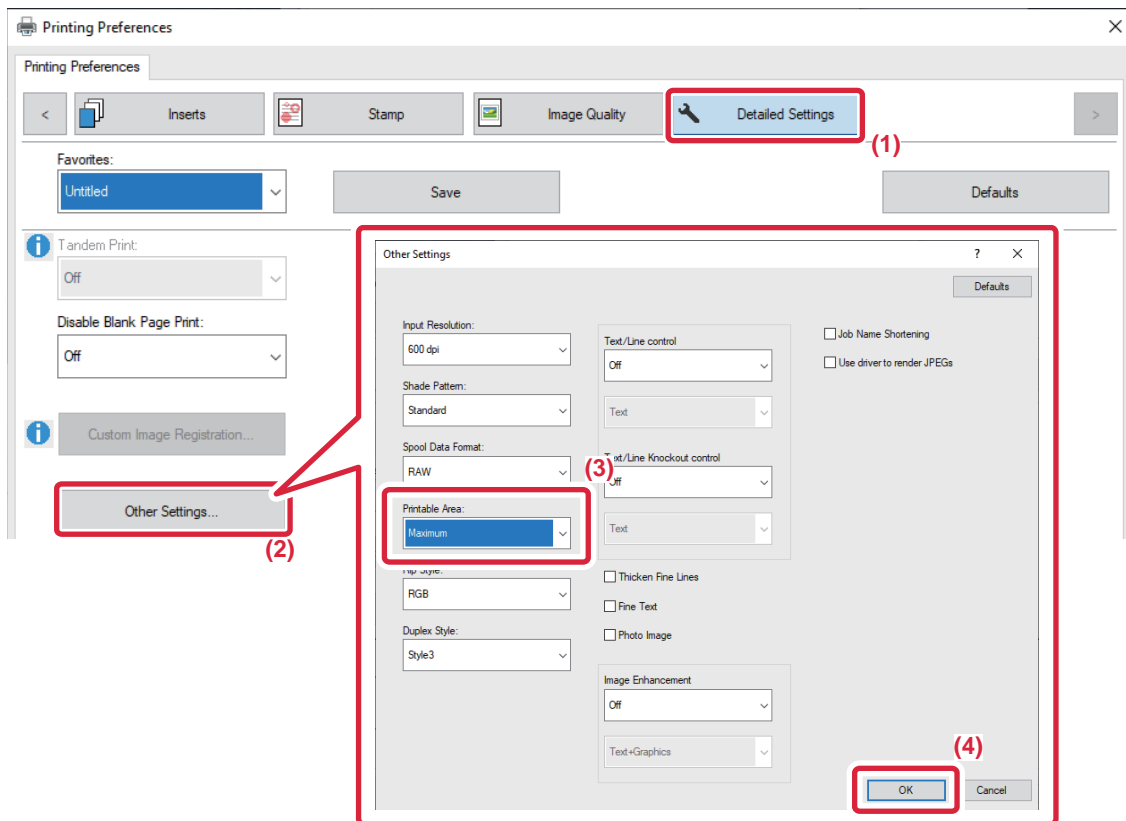 Printing Preferences
Printing Preferences
<
Inserts
Stamp
Image Quality
Detailed Settings
>
(1)
Favorites:
Untitled
Save
Defaults
Tandem Print:
Off
Disable Blank Page Print:
Off
Custom Image Registration...
Other Settings...
(2)
Other Settings
?
Defaults
Input Resolution:
600 dpi
Shade Pattern:
Standard
Spool Data Format:
RAW
(3)
Printable Area:
Maximum
Rip Style:
RGB
Duplex Style:
Style3
Text/Line control
Off
Text
Text/Line Knockout control
Off
Text
Thicken Fine Lines
Fine Text
Photo Image
Image Enhancement
Off
Text+Graphics
Job Name Shortening
Use driver to render JPEGs
(4)
OK
Cancel